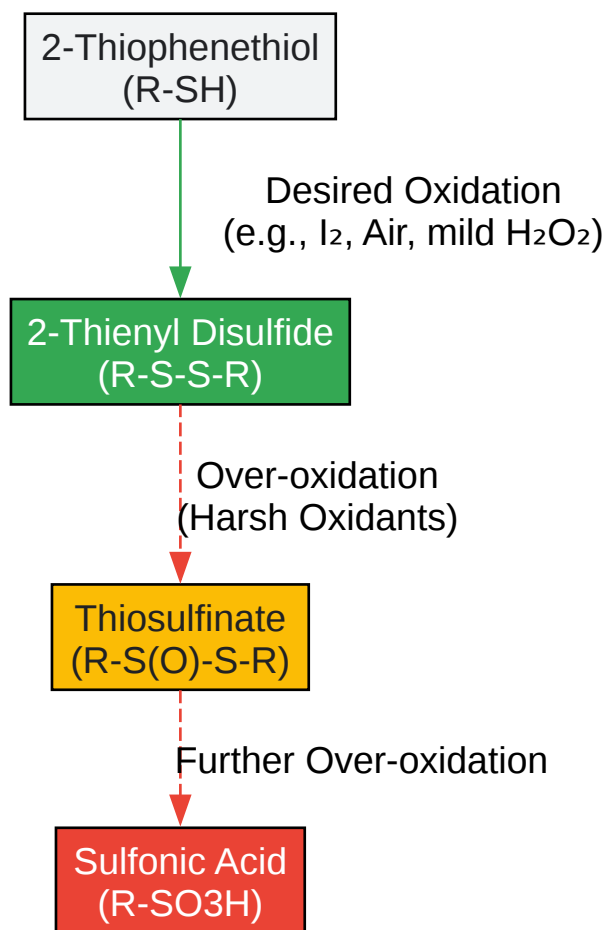 2-Thiophenethiol
(R-SH)
Desired Oxidation
(e.g., I₂, Air, mild H₂O₂)
2-Thienyl Disulfide
(R-S-S-R)
Over-oxidation
(Harsh Oxidants)
Thiosulfinate
(R-S(O)-S-R)
Further Over-oxidation
Sulfonic Acid
(R-SO3H)